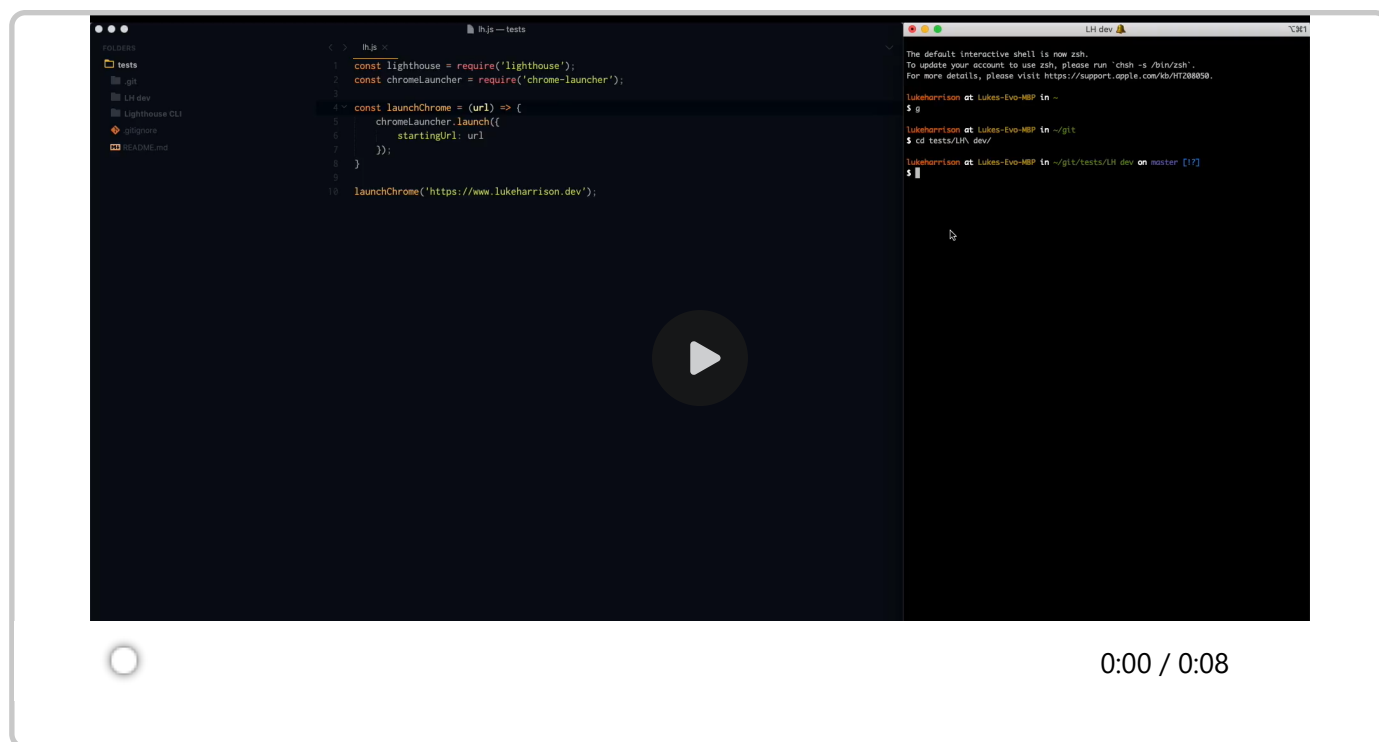 lh.js — tests
FOLDERS
tests
.git
LH dev
Lighthouse CLI
.gitignore
README.md
lh.js ×
1 const lighthouse = require('lighthouse');
2 const chromeLauncher = require('chrome-launcher');
3
4 const launchChrome = (url) => {
5 chromeLauncher.launch({
6 startingUrl: url
7 });
8 }
9
10 launchChrome('https://www.lukeharrison.dev');
LH dev 🔔 ⌥⌘1
The default interactive shell is now zsh.
To update your account to use zsh, please run `chsh -s /bin/zsh`.
For more details, please visit https://support.apple.com/kb/HT208050.
lukeharrison at Lukes-Evo-MBP in ~
$ g
lukeharrison at Lukes-Evo-MBP in ~/git
$ cd tests/LH\ dev/
lukeharrison at Lukes-Evo-MBP in ~/git/tests/LH dev on master [!?]
$
0:00 / 0:08